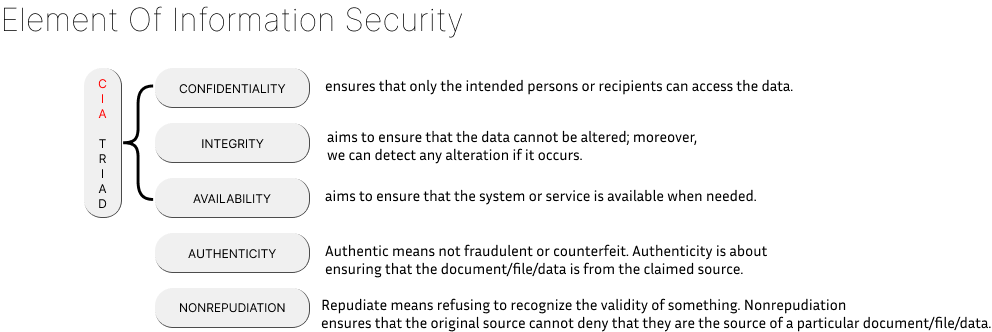 Element Of Information Security
CIA TRIAD
CONFIDENTIALITY
ensures that only the intended persons or recipients can access the data.
INTEGRITY
aims to ensure that the data cannot be altered; moreover,
we can detect any alteration if it occurs.
AVAILABILITY
aims to ensure that the system or service is available when needed.
AUTHENTICITY
Authentic means not fraudulent or counterfeit. Authenticity is about
ensuring that the document/file/data is from the claimed source.
NONREPUDIATION
Repudiate means refusing to recognize the validity of something. Nonrepudiation
ensures that the original source cannot deny that they are the source of a particular document/file/data.